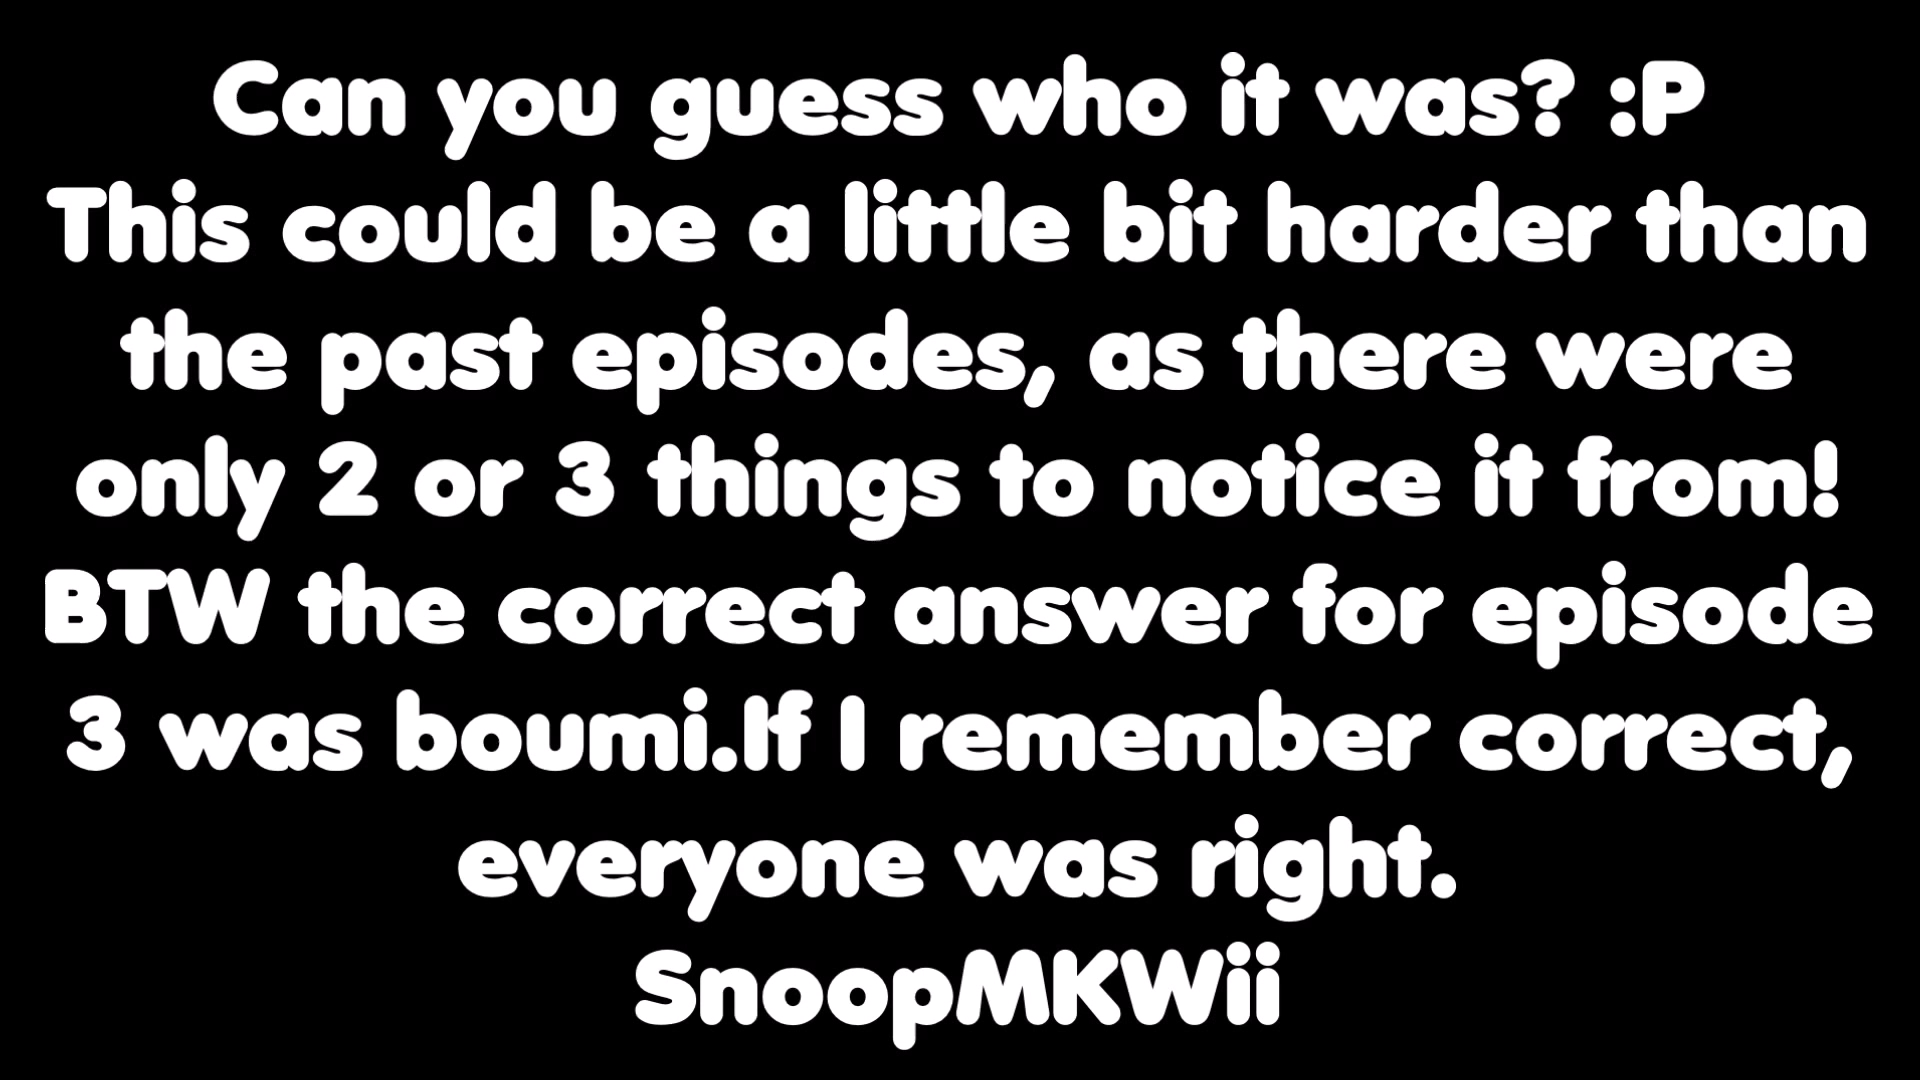 Can you guess who it was? :P
This could be a little bit harder than
the past episodes, as there were
only 2 or 3 things to notice it from!
BTW the correct answer for episode
3 was boumi.If I remember correct,
everyone was right.
SnoopMKWii